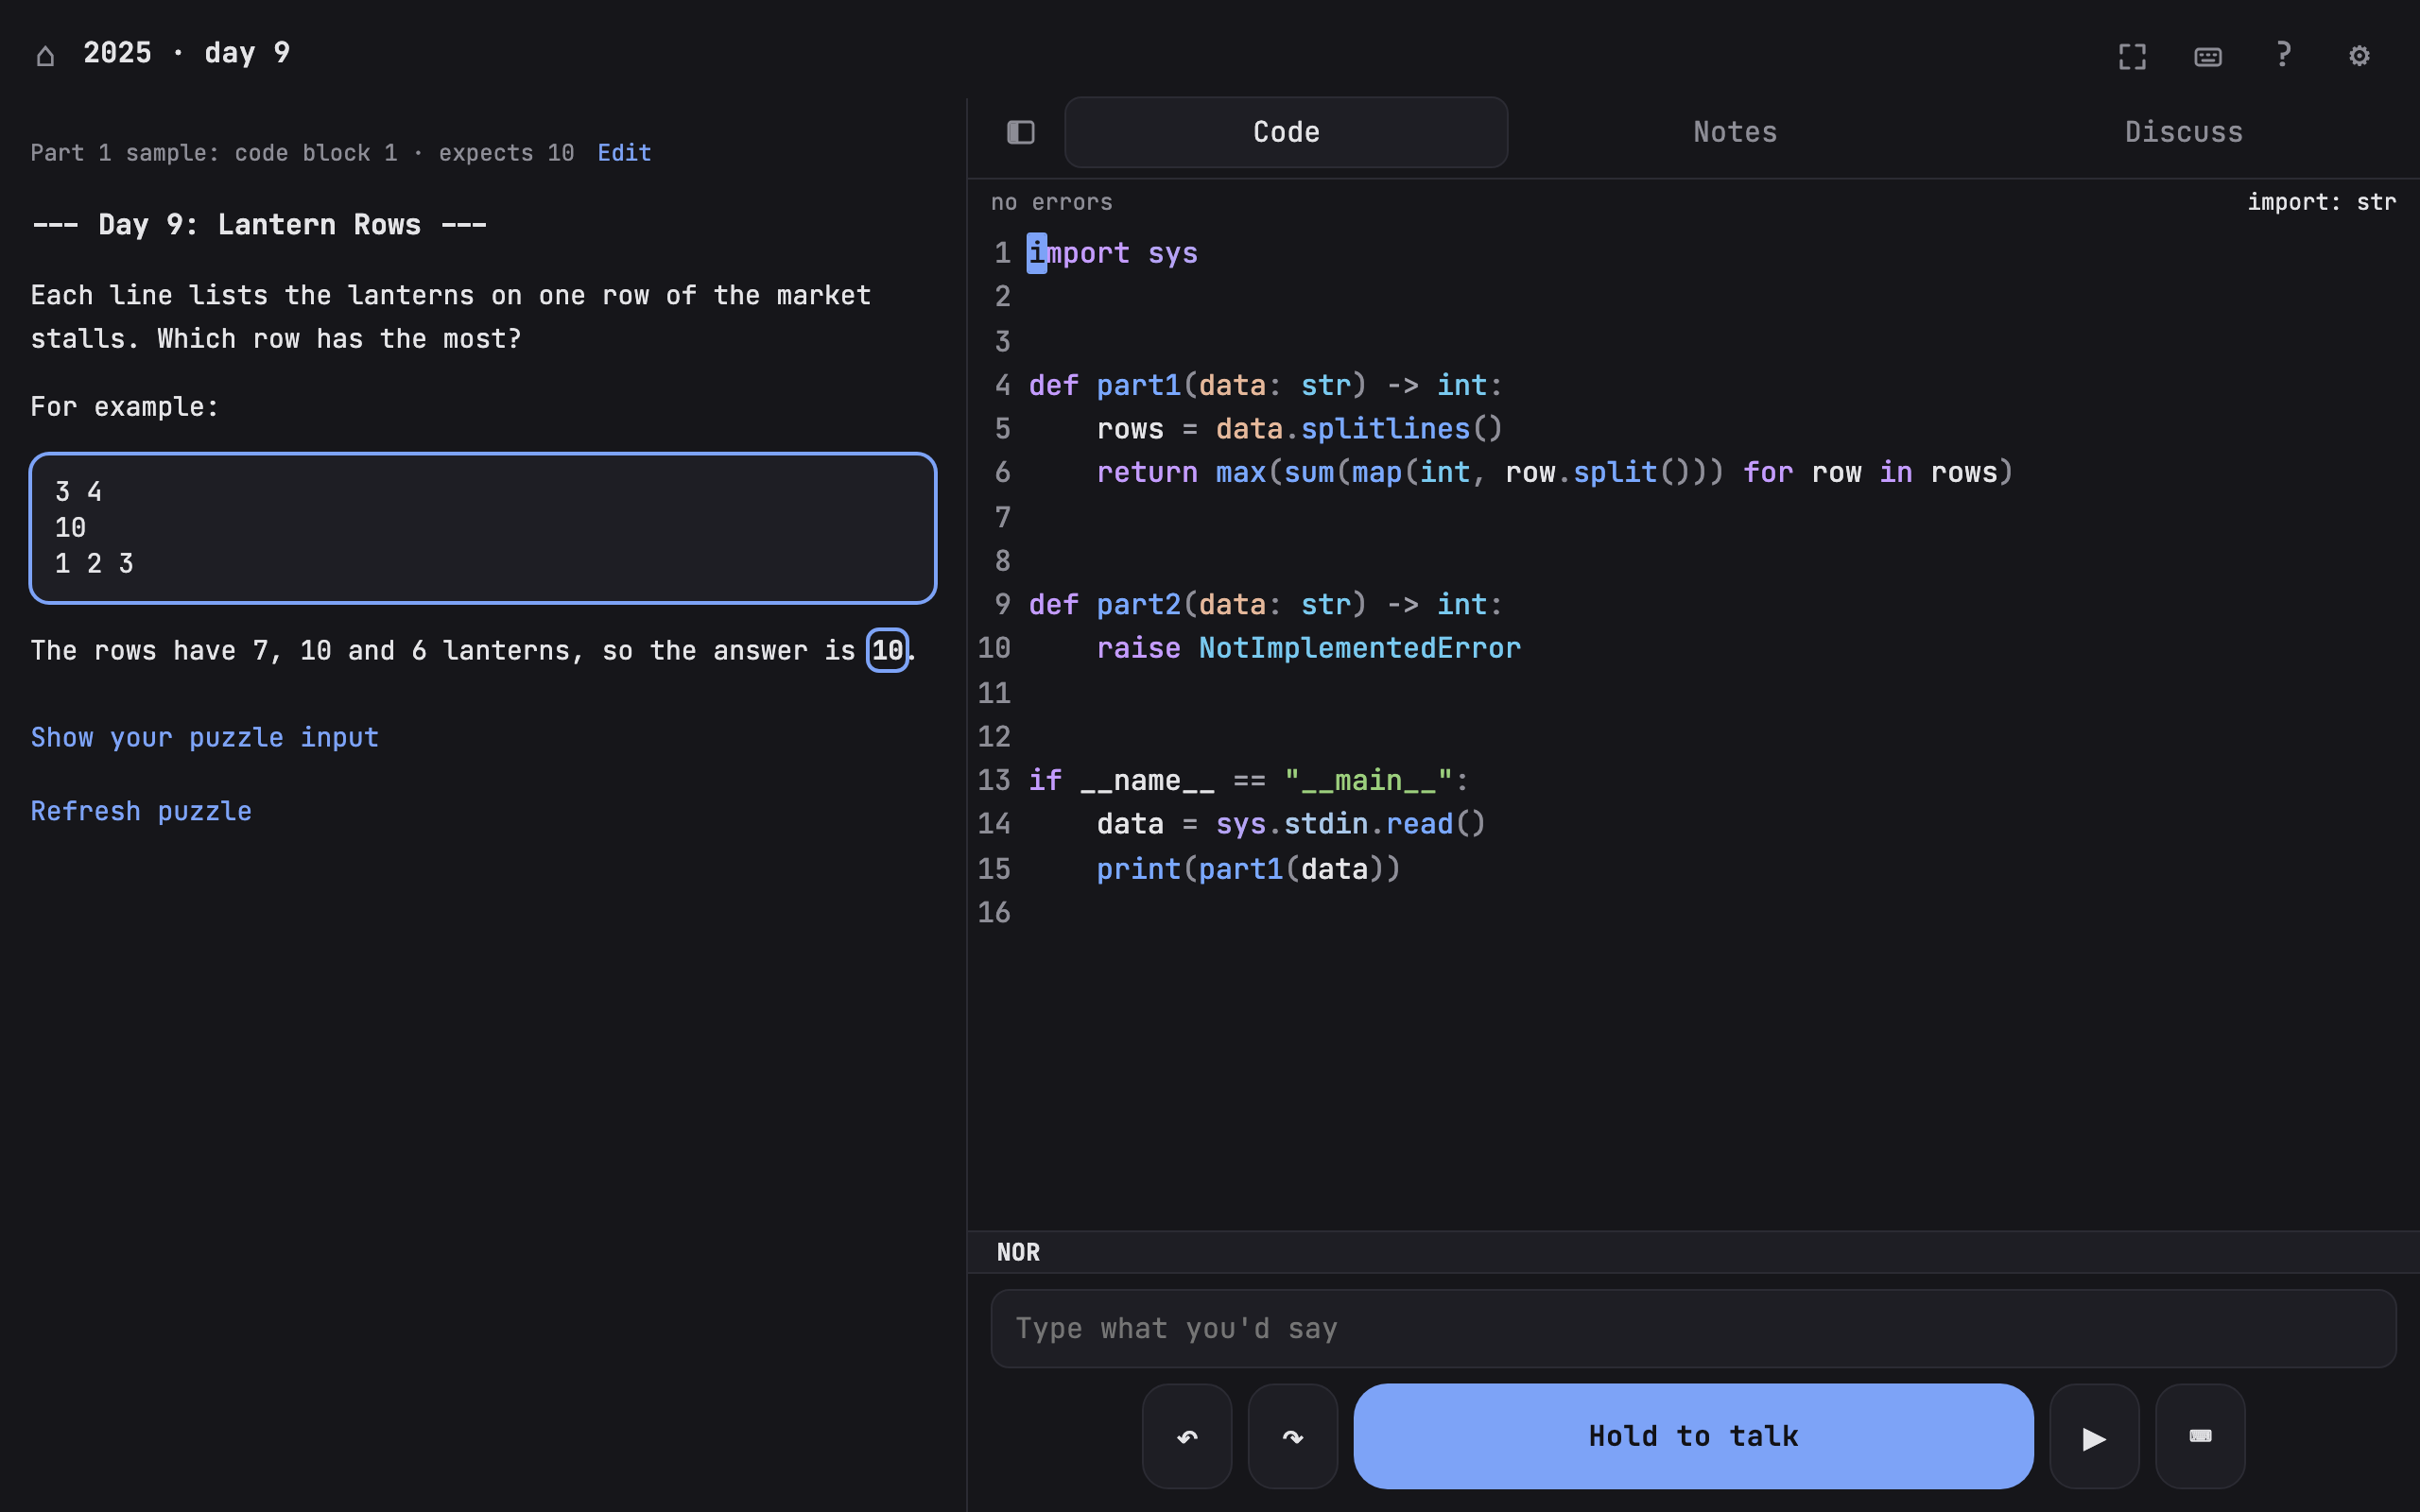 2025 · day 9
Part 1 sample: code block 1 · expects 10 Edit
--- Day 9: Lantern Rows ---
Each line lists the lanterns on one row of the market
stalls. Which row has the most?
For example:
3 4
10
1 2 3
The rows have 7, 10 and 6 lanterns, so the answer is 10.
Show your puzzle input
Refresh puzzle
?
Code Notes Discuss
no errors import: str
1 import sys
2
3
4 def part1(data: str) -> int:
5     rows = data.splitlines()
6     return max(sum(map(int, row.split())) for row in rows)
7
8
9 def part2(data: str) -> int:
10     raise NotImplementedError
11
12
13 if __name__ == "__main__":
14     data = sys.stdin.read()
15     print(part1(data))
16
NOR
Type what you'd say
Hold to talk